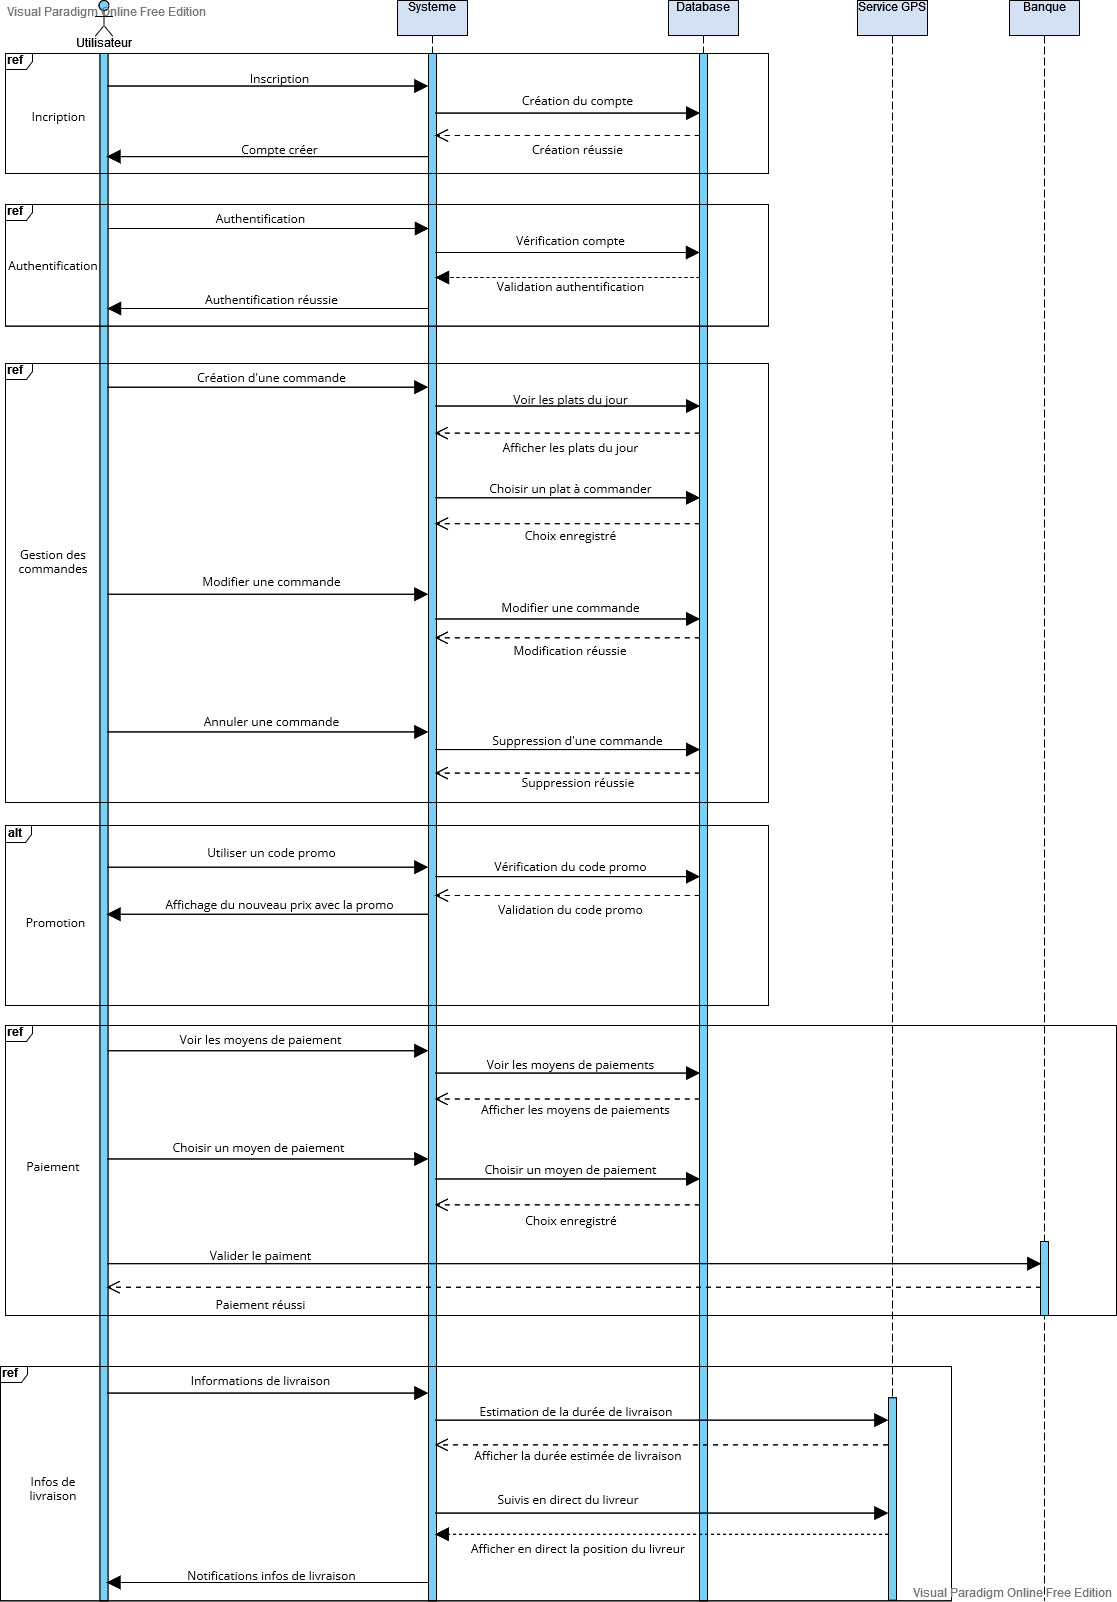 Visual Paradigm Online Free Edition
Utilisateur
Systeme
Database
Service GPS
Banque
ref
Incription
Inscription
Création du compte
Création réussie
Compte créer
ref
Authentification
Authentification
Vérification compte
Validation authentification
Authentification réussie
ref
Gestion des
commandes
Création d'une commande
Voir les plats du jour
Afficher les plats du jour
Choisir un plat à commander
Choix enregistré
Modifier une commande
Modifier une commande
Modification réussie
Annuler une commande
Suppression d'une commande
Suppression réussie
alt
Promotion
Utiliser un code promo
Vérification du code promo
Validation du code promo
Affichage du nouveau prix avec la promo
ref
Paiement
Voir les moyens de paiement
Voir les moyens de paiements
Afficher les moyens de paiements
Choisir un moyen de paiement
Choisir un moyen de paiement
Choix enregistré
Valider le paiment
Paiement réussi
ref
Infos de
livraison
Informations de livraison
Estimation de la durée de livraison
Afficher la durée estimée de livraison
Suivis en direct du livreur
Afficher en direct la position du livreur
Notifications infos de livraison
Visual Paradigm Online Free Edition